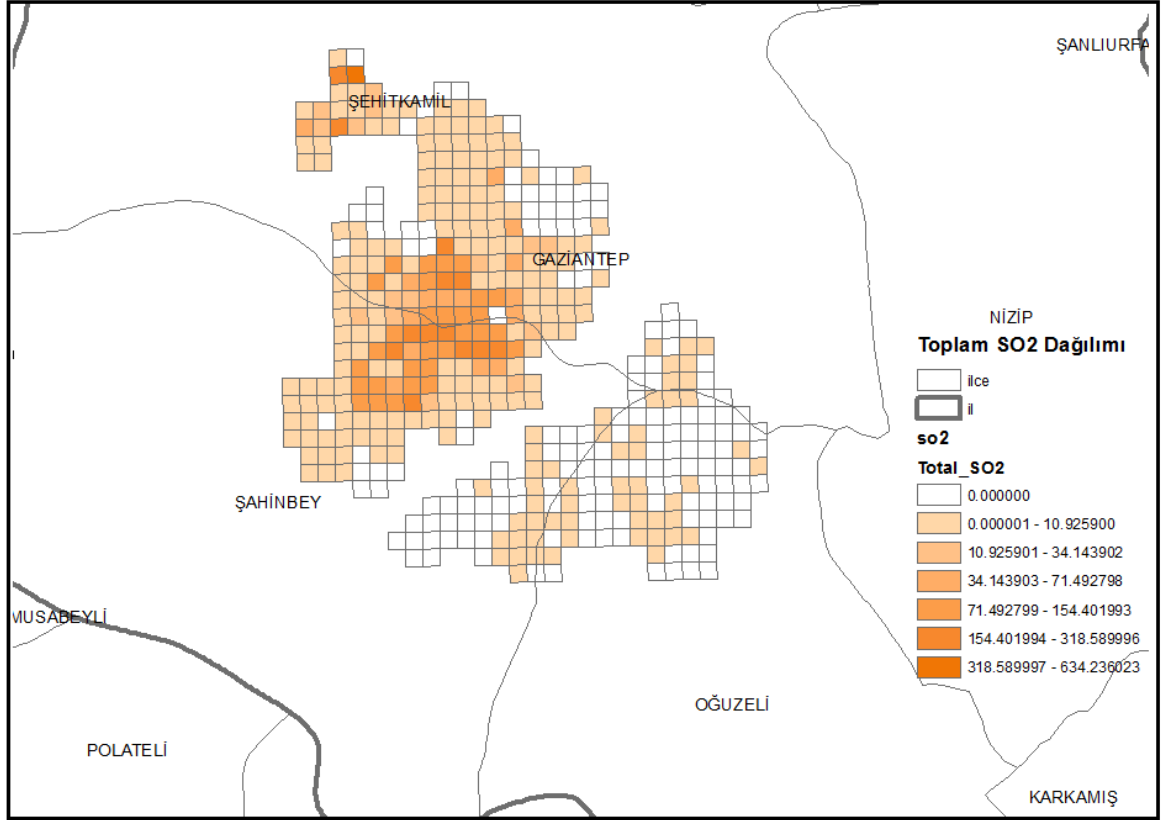 ŞANLIURFA
ŞEHİTKAMİL
GAZİANTEP
NİZİP
Toplam SO2 Dağılımı
ilce
il
so2
Total_SO2
0.000000
0.000001 - 10.925900
10.925901 - 34.143902
34.143903 - 71.492798
71.492799 - 154.401993
154.401994 - 318.589996
318.589997 - 634.236023
ŞAHİNBEY
MUSABEYLİ
OĞUZELİ
POLATELİ
KARKAMIŞ